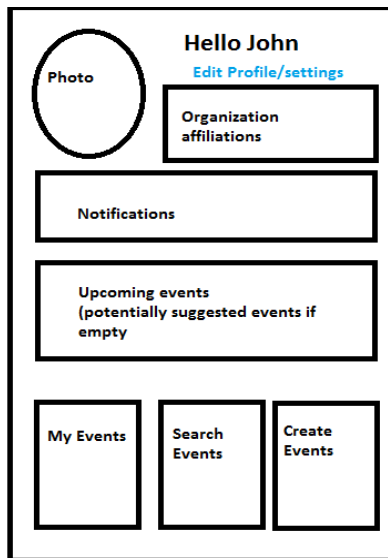 Hello John
Photo
Edit Profile/settings
Organization
affiliations
Notifications
Upcoming events
(potentially suggested events if
empty
My Events
Search
Events
Create
Events